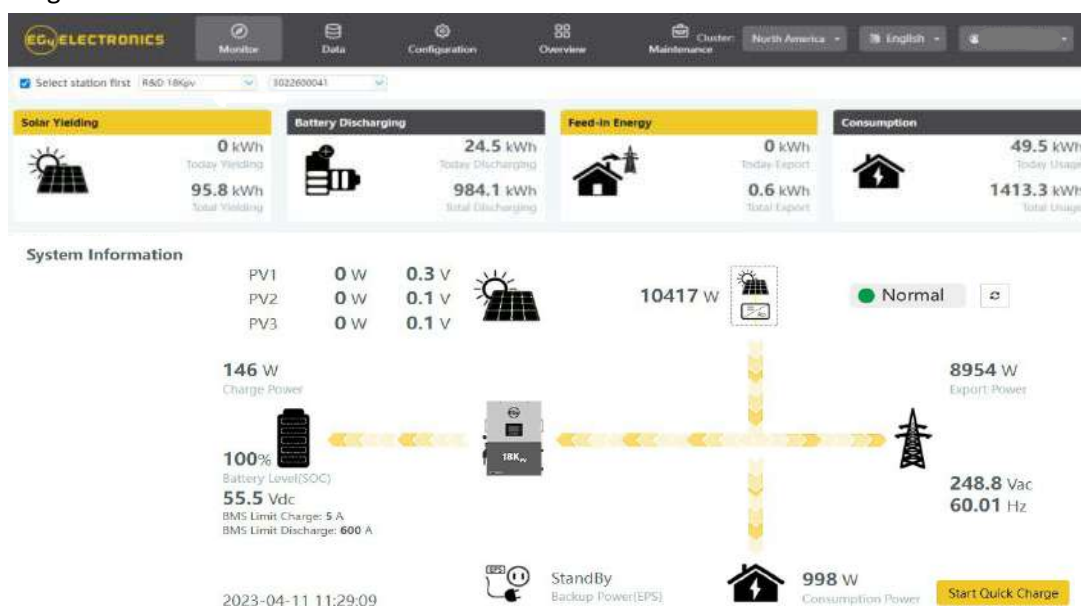 EG4 ELECTRONICS
Monitor
Data
Configuration
Overview
Maintenance
Cluster:
North America
English
Select station first
R&D 18Kpv
3022600041
Solar Yielding
0 kWh
Today Yielding
95.8 kWh
Total Yielding
Battery Discharging
24.5 kWh
Today Discharging
984.1 kWh
Total Discharging
Feed-in Energy
0 kWh
Today Export
0.6 kWh
Total Export
Consumption
49.5 kWh
Today Usage
1413.3 kWh
Total Usage
System Information
PV1 0 W 0.3 V
PV2 0 W 0.1 V
PV3 0 W 0.1 V
10417 W
Normal
146 W
Charge Power
8954 W
Export Power
18KPV
100%
Battery Level(SOC)
55.5 Vdc
BMS Limit Charge: 5 A
BMS Limit Discharge: 600 A
248.8 Vac
60.01 Hz
EPS
StandBy
Backup Power(EPS)
998 W
Consumption Power
Start Quick Charge
2023-04-11 11:29:09